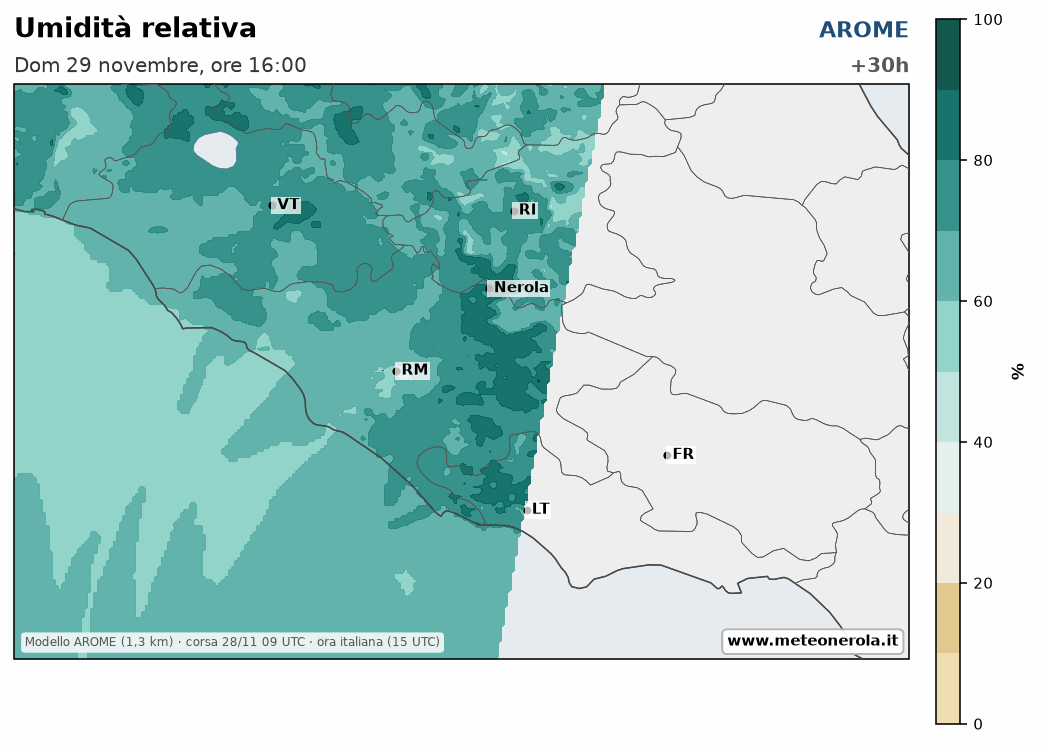 Umidità relativa
AROME
Dom 29 novembre, ore 16:00
+30h
VT
RI
Nerola
RM
FR
LT
Modello AROME (1,3 km) · corsa 28/11 09 UTC · ora italiana (15 UTC)
www.meteonerola.it
100
80
60
40
20
0
%